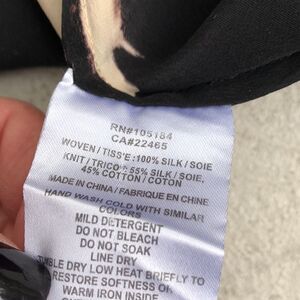 RN#105184
CA#22465
WOVEN / TISSÉ :100% SILK / SOIE
KNIT / TRICOT: 55% SILK / SOIE,
45% COTTON / COTON
MADE IN CHINA / FABRIQUE EN CHINE
HAND WASH COLD WITH SIMILAR
COLORS
MILD DETERGENT
DO NOT BLEACH
DO NOT SOAK
LINE DRY
TUMBLE DRY LOW HEAT BRIEFLY TO
RESTORE SOFTNESS OR
WARM IRON INSIDE